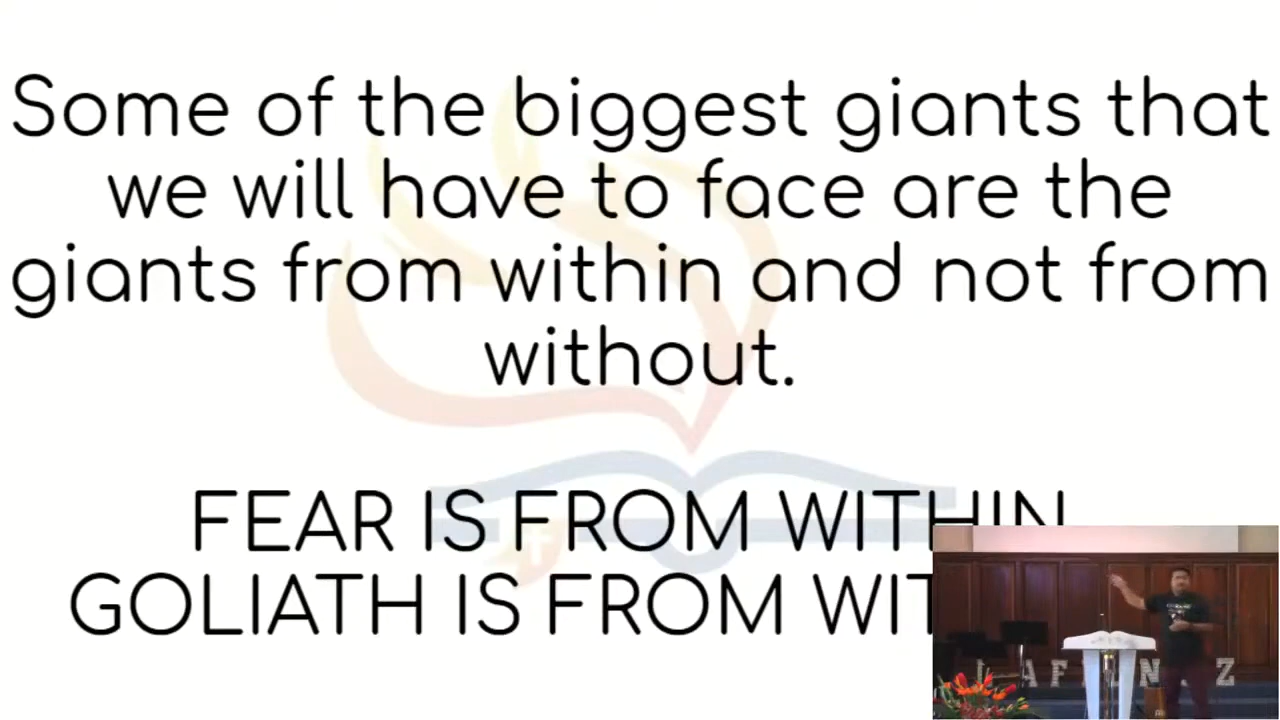 Some of the biggest giants that
we will have to face are the
giants from within and not from
without.
FEAR IS FROM WITHIN
GOLIATH IS FROM